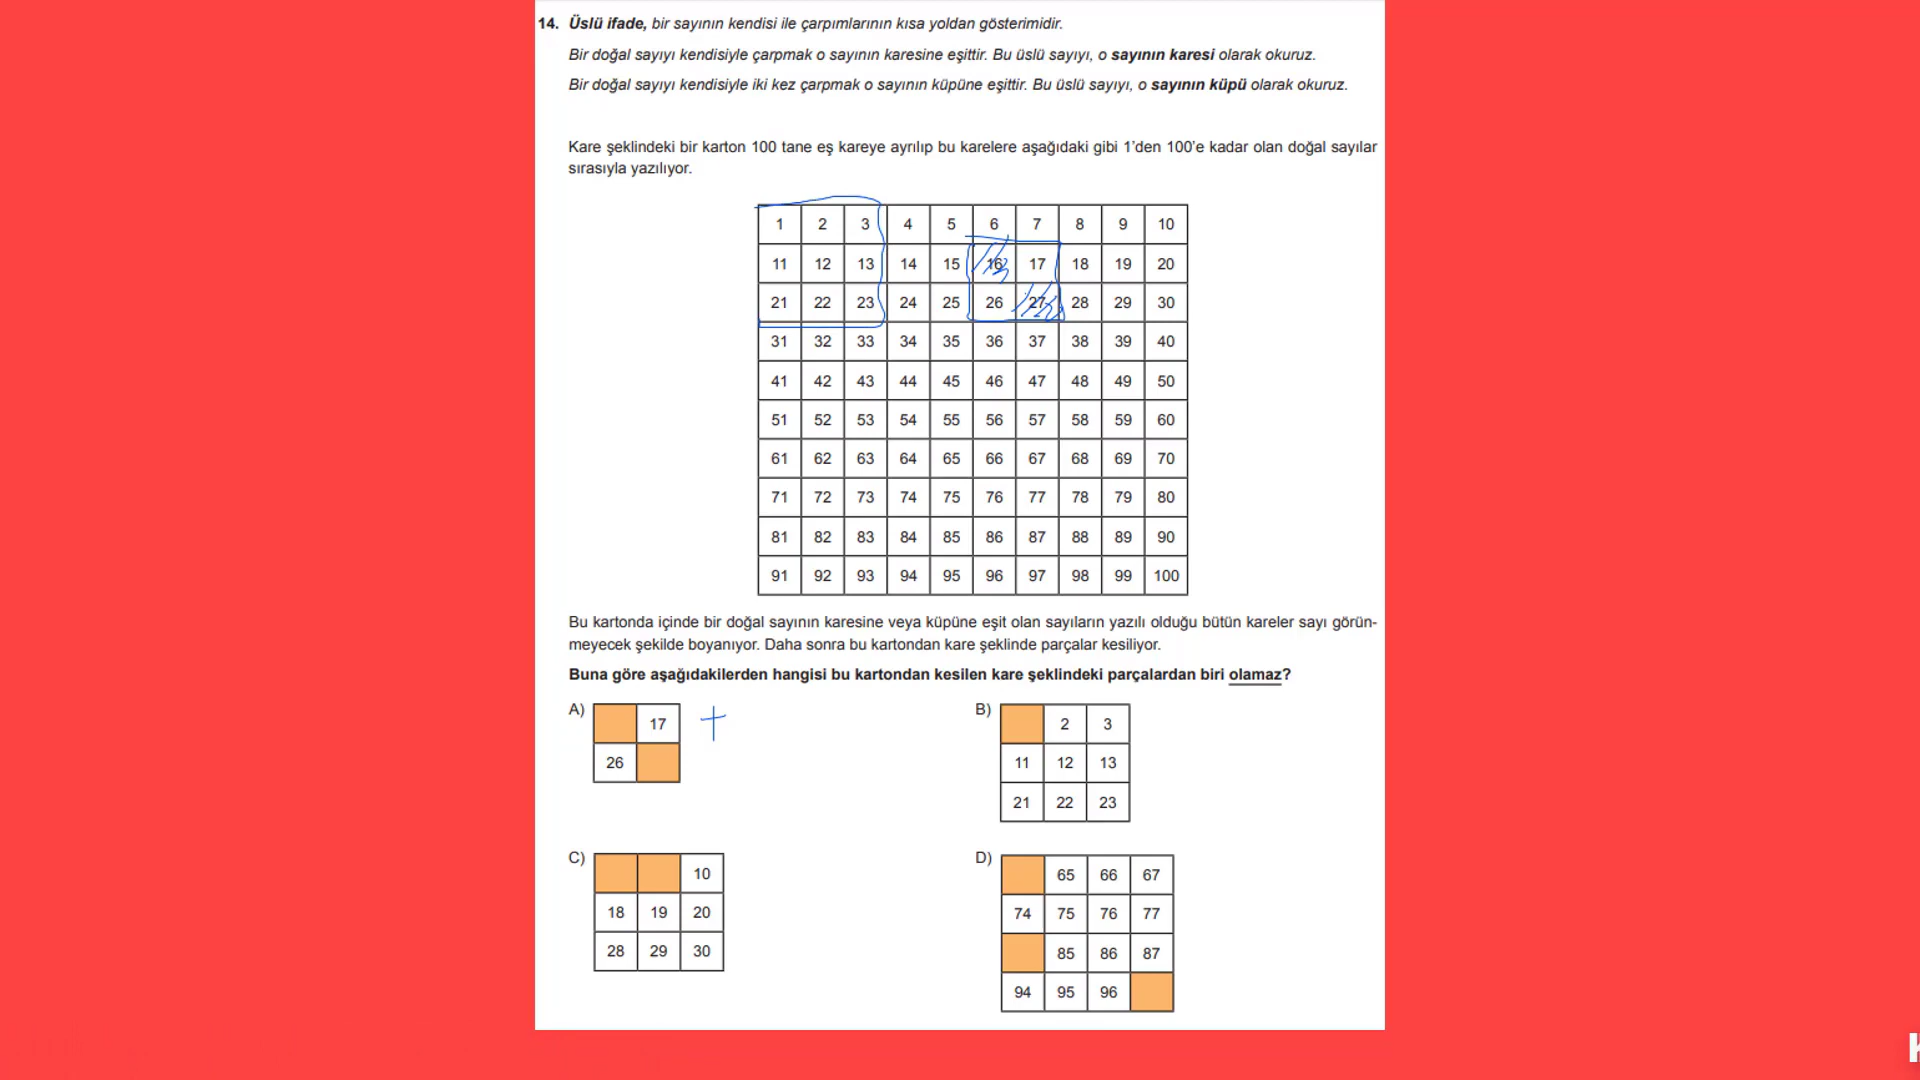 14. Üslü ifade, bir sayının kendisi ile çarpımlarının kısa yoldan gösterimidir.
Bir doğal sayıyı kendisiyle çarpmak o sayının karesine eşittir. Bu üslü sayıyı, o sayının karesi olarak okuruz.
Bir doğal sayıyı kendisiyle iki kez çarpmak o sayının küpüne eşittir. Bu üslü sayıyı, o sayının küpü olarak okuruz.
Kare şeklindeki bir karton 100 tane eş kareye ayrılıp bu karelere aşağıdaki gibi 1'den 100'e kadar olan doğal sayılar
sırasıyla yazılıyor.
1 2 3 4 5 6 7 8 9 10
11 12 13 14 15 16 17 18 19 20
21 22 23 24 25 26 27 28 29 30
31 32 33 34 35 36 37 38 39 40
41 42 43 44 45 46 47 48 49 50
51 52 53 54 55 56 57 58 59 60
61 62 63 64 65 66 67 68 69 70
71 72 73 74 75 76 77 78 79 80
81 82 83 84 85 86 87 88 89 90
91 92 93 94 95 96 97 98 99 100
Bu kartonda içinde bir doğal sayının karesine veya küpüne eşit olan sayıların yazılı olduğu bütün kareler sayı görün-
meyecek şekilde boyanıyor. Daha sonra bu kartondan kare şeklinde parçalar kesiliyor.
Buna göre aşağıdakilerden hangisi bu kartondan kesilen kare şeklindeki parçalardan biri olamaz?
A)
17
26
+
B)
2 3
11 12 13
21 22 23
C)
10
18 19 20
28 29 30
D)
65 66 67
74 75 76 77
85 86 87
94 95 96
K